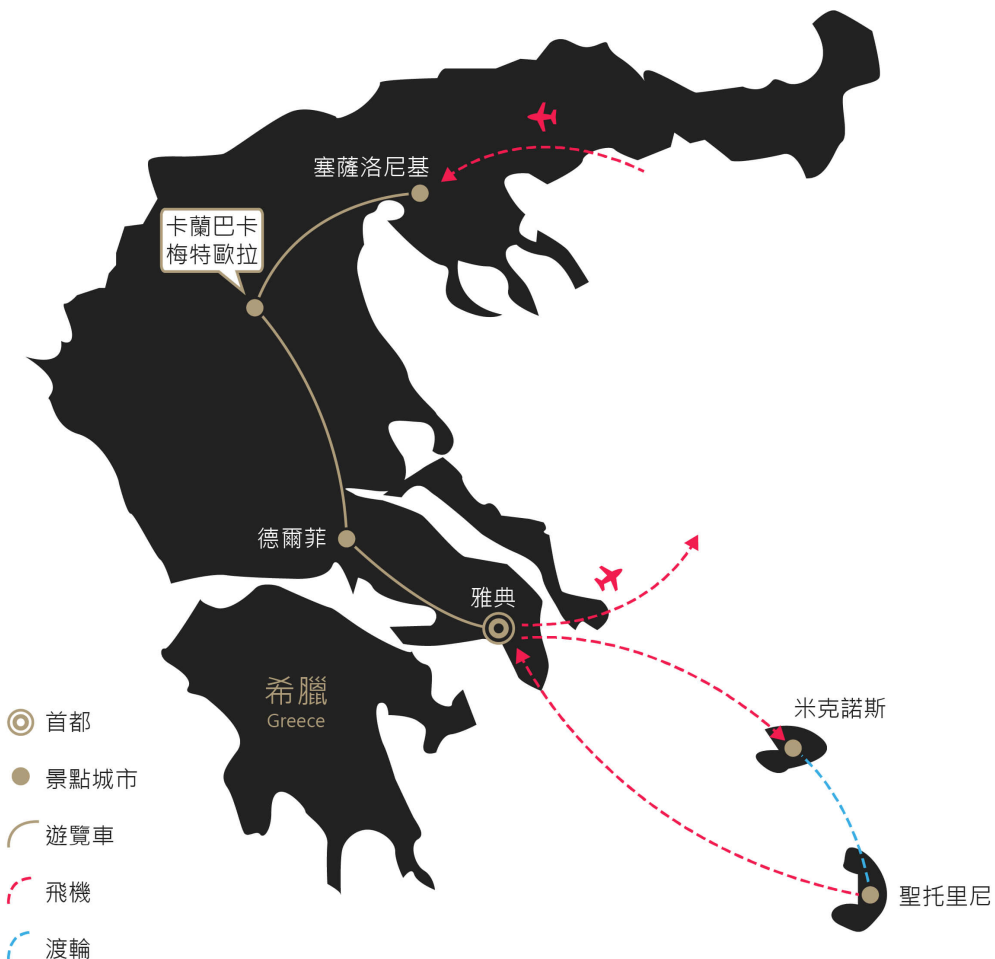 塞薩洛尼基
卡蘭巴卡
梅特歐拉
德爾菲
雅典
希臘
Greece
米克諾斯
聖托里尼
首都
景點城市
遊覽車
飛機
渡輪